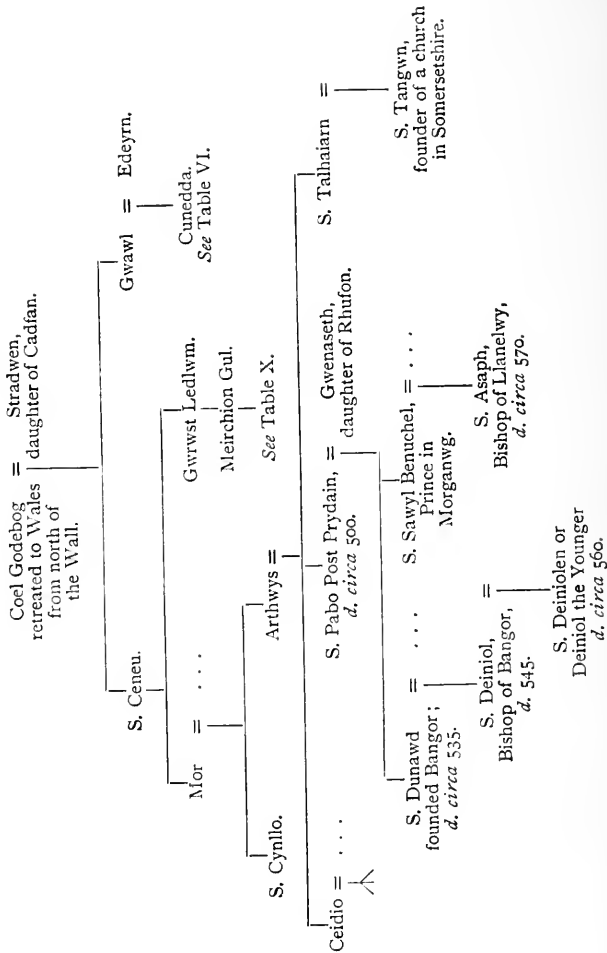 Coel Godebog = Stradwen,
retreated to Wales daughter of Cadfan.
from north of
the Wall.
S. Ceneu. Gwawl = Edeyrn.
Cunedda.
See Table VI.
Mor = . . . Gwrwst Ledlwm.
Meirchion Gul.
See Table X.
S. Cynllo. Arthwys =
Ceidio = . . . S. Pabo Post Prydain, = Gwenaseth, S. Talhaiarn =
d. circa 500. daughter of Rhufon.
S. Tangwn,
founder of a church
in Somersetshire.
S. Dunawd = . . . S. Sawyl Benuchel, = . . .
founded Bangor; Prince in
d. circa 535. Morganwg.
S. Deiniol, = S. Asaph,
Bishop of Bangor, Bishop of Llanelwy,
d. 545. d. circa 570.
S. Deiniolen or
Deiniol the Younger
d. circa 560.